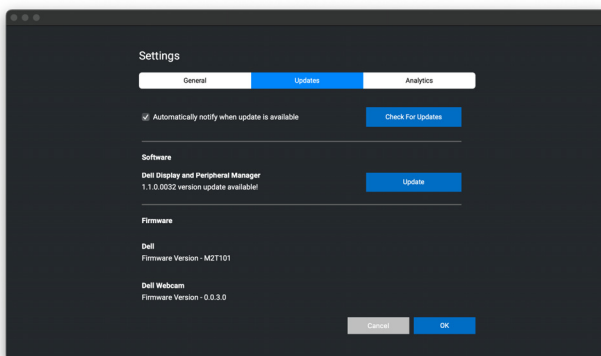 Settings
General
Updates
Analytics
Automatically notify when update is available
Check For Updates
Software
Dell Display and Peripheral Manager
1.1.0.0032 version update available!
Update
Firmware
Dell
Firmware Version - M2T101
Dell Webcam
Firmware Version - 0.0.3.0
Cancel
OK